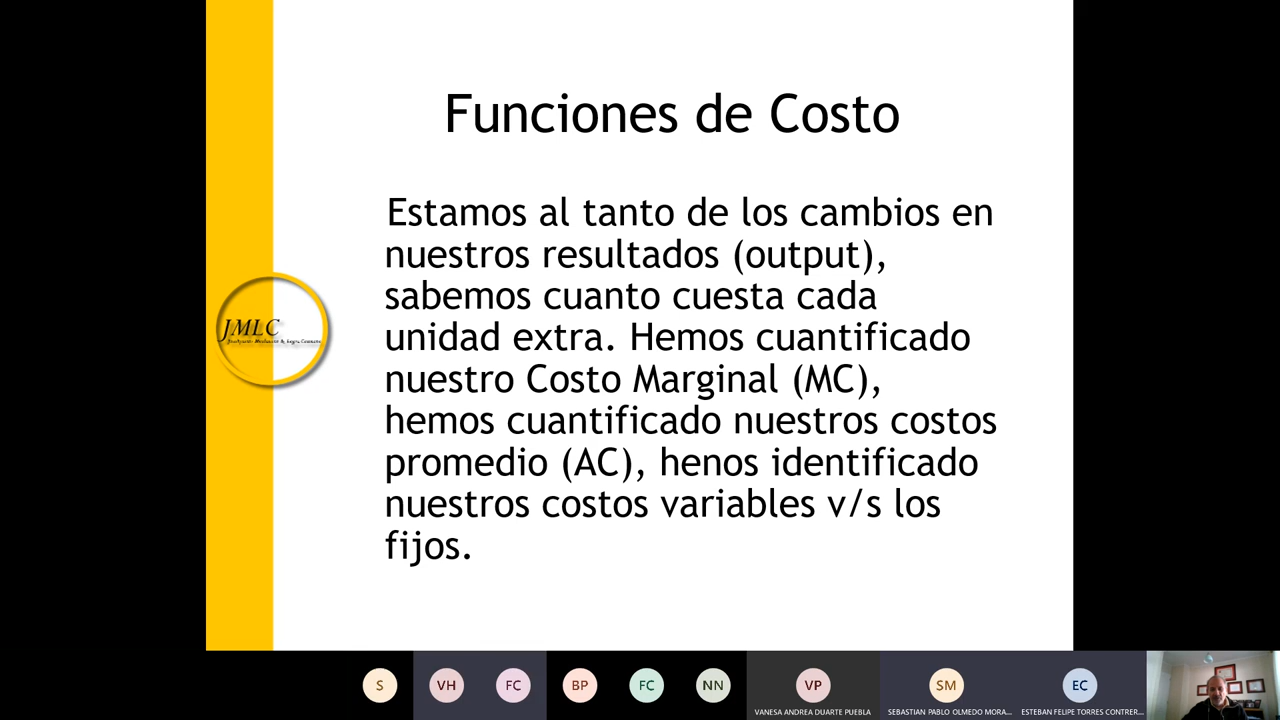 Funciones de Costo
Estamos al tanto de los cambios en
nuestros resultados (output),
sabemos cuanto cuesta cada
unidad extra. Hemos cuantificado
nuestro Costo Marginal (MC),
hemos cuantificado nuestros costos
promedio (AC), henos identificado
nuestros costos variables v/s los
fijos.
JMLC
S
VH
FC
BP
FC
NN
VP
SM
EC
VANESA ANDREA DUARTE PUEBLA
SEBASTIAN PABLO OLMEDO MORA...
ESTEBAN FELIPE TORRES CONTRER...